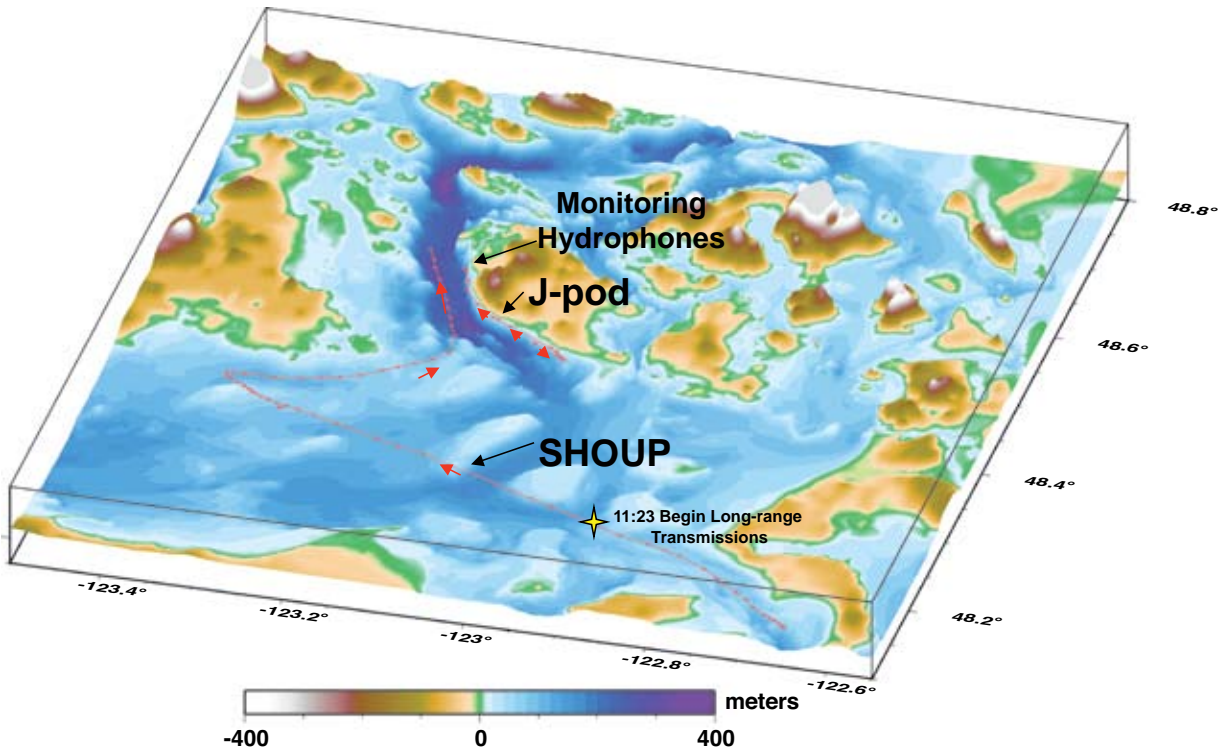 Monitoring
Hydrophones
J-pod
SHOUP
11:23 Begin Long-range
Transmissions
48.8°
48.6°
48.4°
48.2°
-123.4°
-123.2°
-123°
-122.8°
-122.6°
meters
-400
0
400